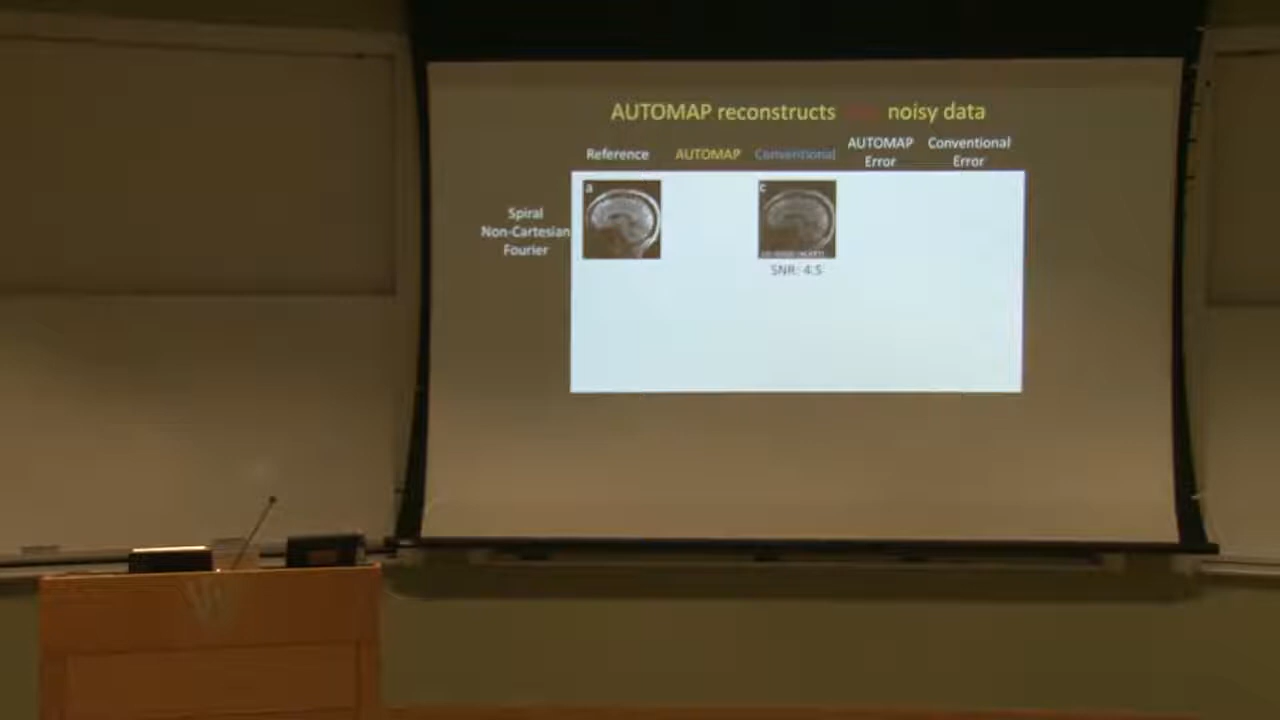 AUTOMAP reconstructs noisy data
Reference
AUTOMAP
Conventional
AUTOMAP
Error
Conventional
Error
Spiral
Non-Cartesian
Fourier
a
c
SNR: 4.5
W